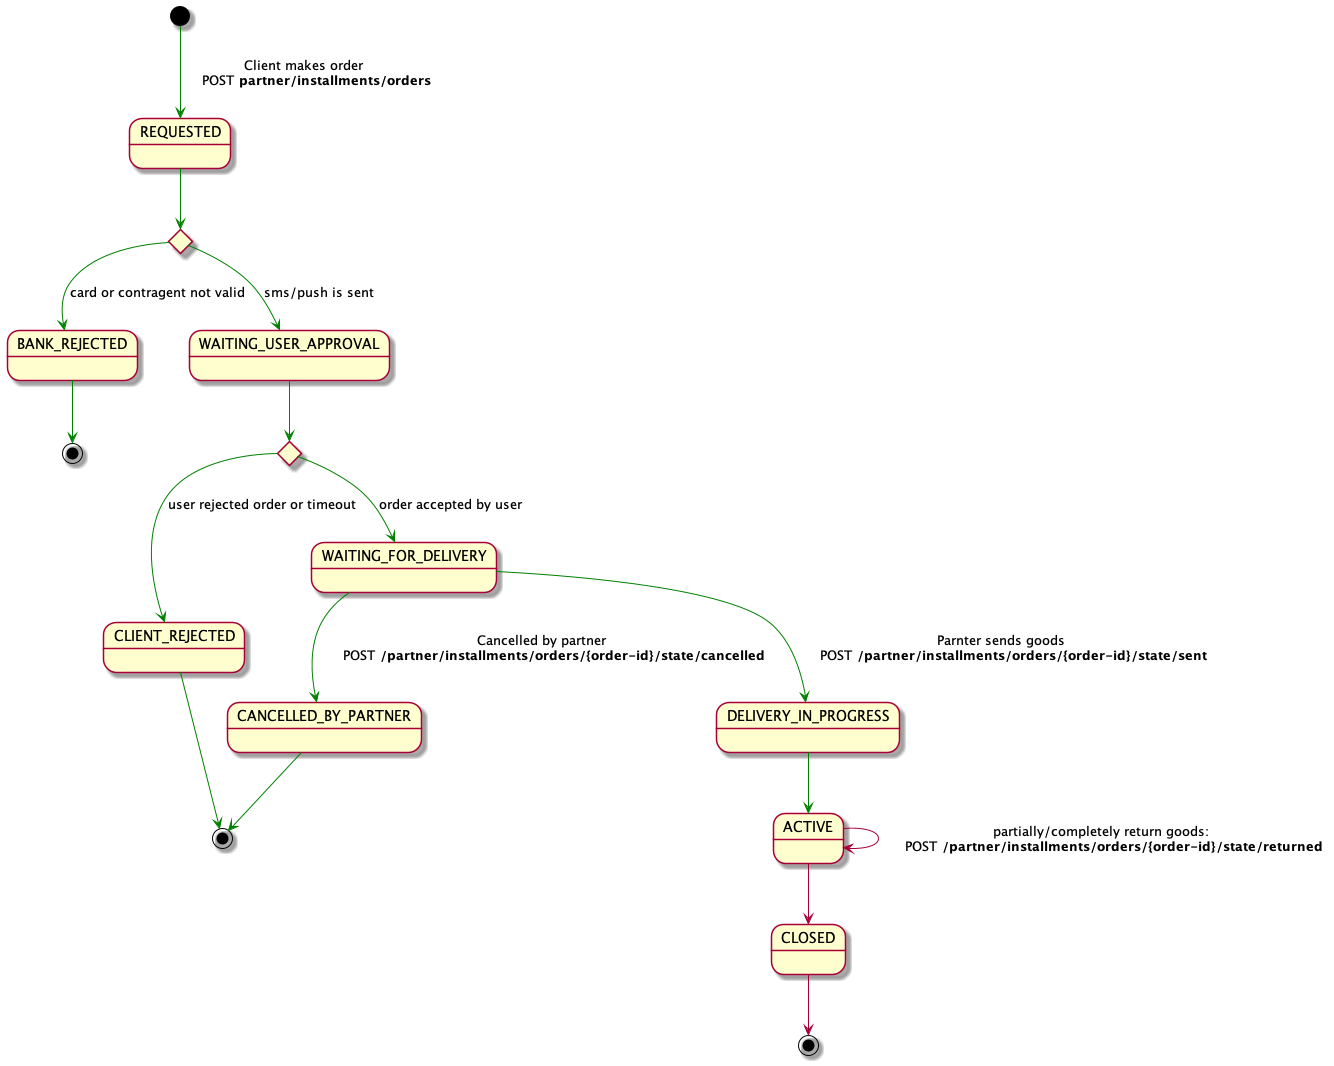 Client makes order
POST partner/installments/orders
REQUESTED
card or contragent not valid
sms/push is sent
BANK_REJECTED
WAITING_USER_APPROVAL
user rejected order or timeout
order accepted by user
WAITING_FOR_DELIVERY
CLIENT_REJECTED
Cancelled by partner
POST /partner/installments/orders/{order-id}/state/cancelled
Parnter sends goods
POST /partner/installments/orders/{order-id}/state/sent
CANCELLED_BY_PARTNER
DELIVERY_IN_PROGRESS
ACTIVE
partially/completely return goods:
POST /partner/installments/orders/{order-id}/state/returned
CLOSED